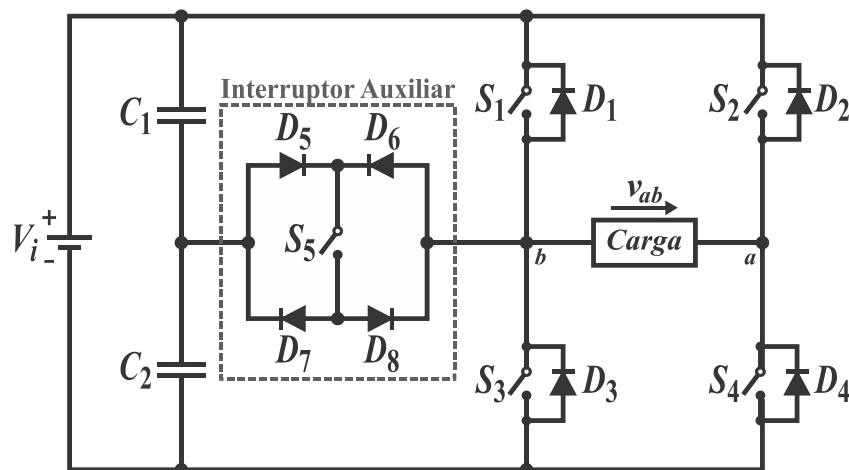 Interruptor Auxiliar
S1
D1
S2
D2
C1
D5
D6
vab
Vi
+
-
S5
b
Carga
a
C2
D7
D8
S3
D3
S4
D4